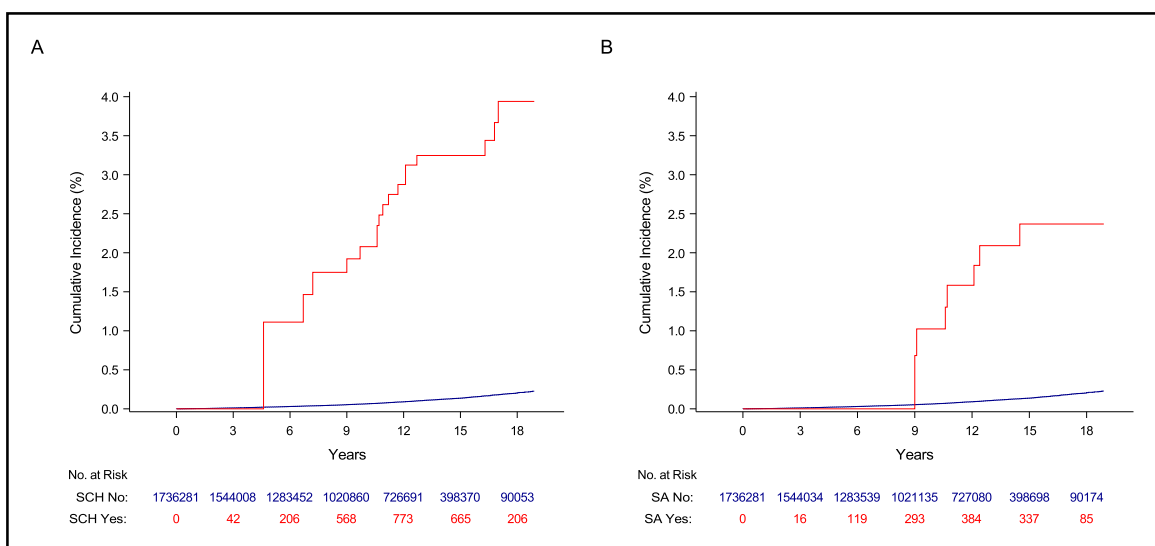 A
Cumulative Incidence (%)
4.0
3.5
3.0
2.5
2.0
1.5
1.0
0.5
0.0
0 3 6 9 12 15 18
Years
No. at Risk
SCH No: 1736281 1544008 1283452 1020860 726691 398370 90053
SCH Yes: 0 42 206 568 773 665 206
B
Cumulative Incidence (%)
4.0
3.5
3.0
2.5
2.0
1.5
1.0
0.5
0.0
0 3 6 9 12 15 18
Years
No. at Risk
SA No: 1736281 1544034 1283539 1021135 727080 398698 90174
SA Yes: 0 16 119 293 384 337 85